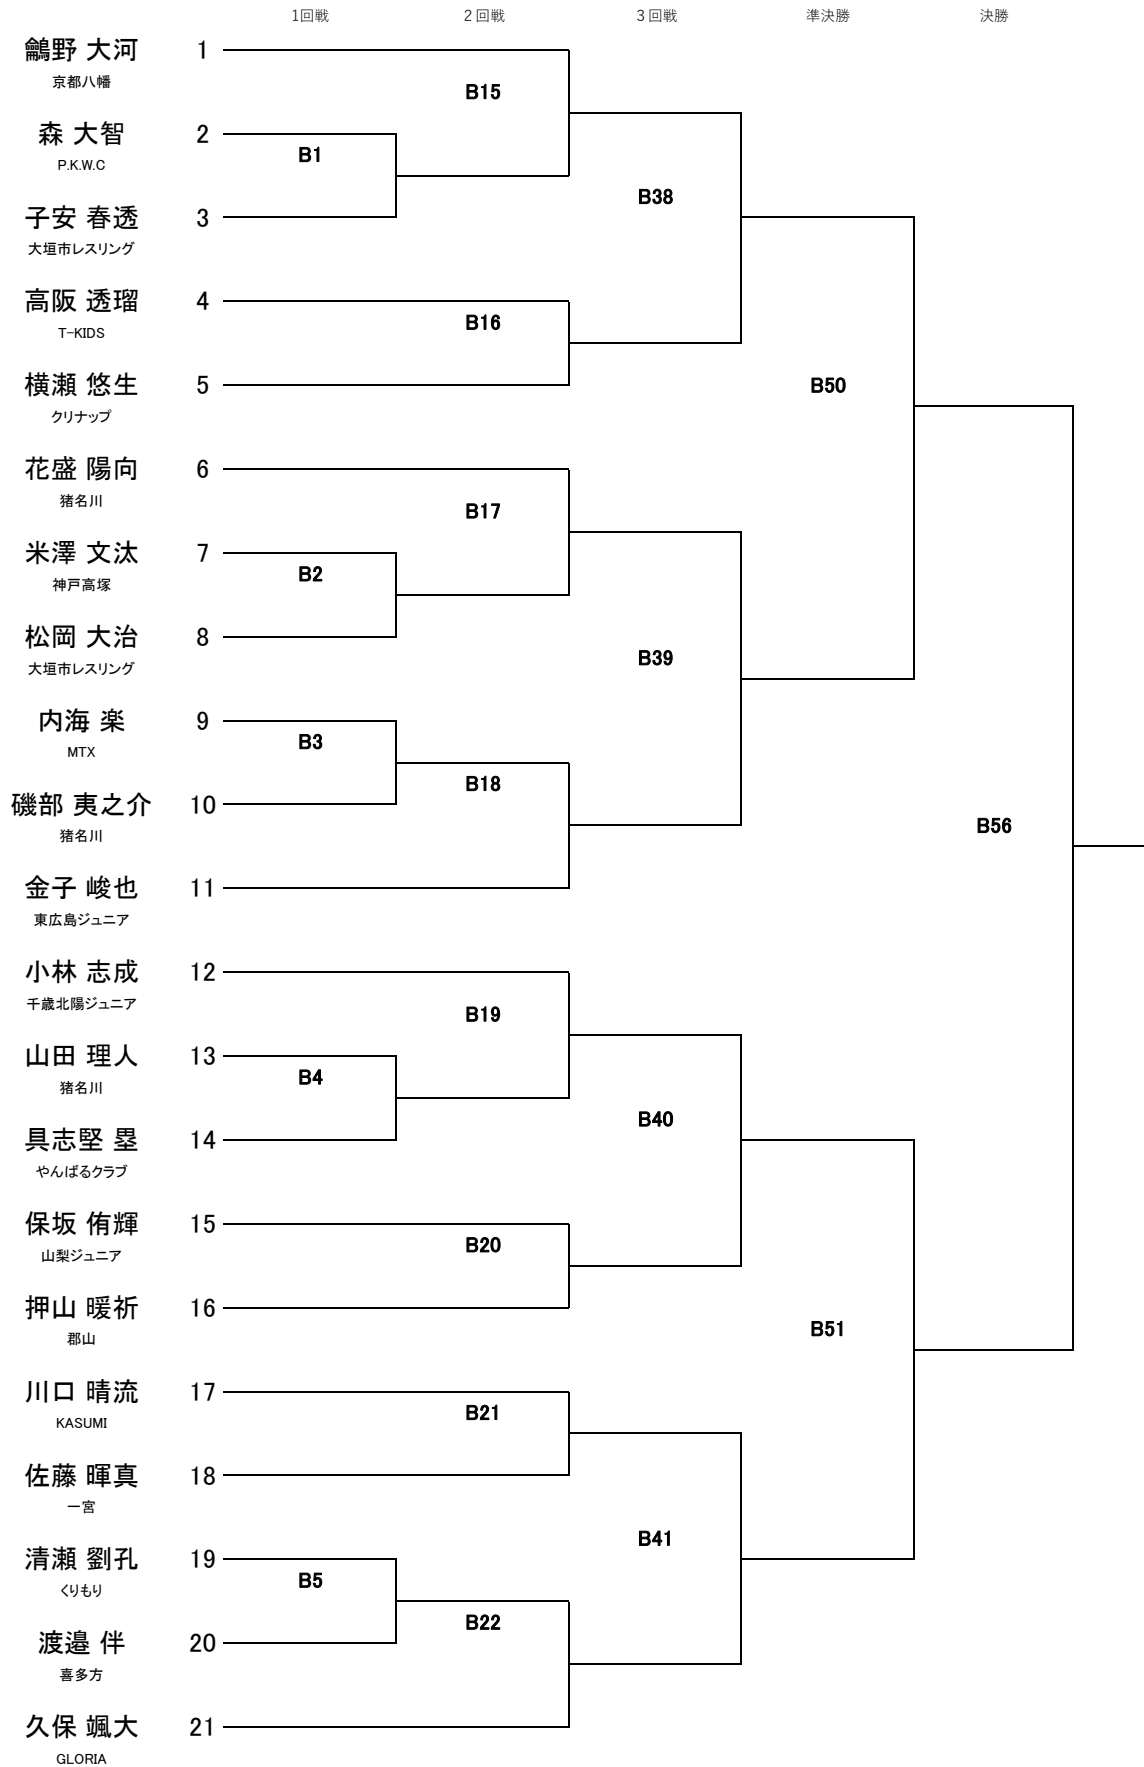 1回戦 2回戦 3回戦 準決勝 決勝
鸙野 大河 1
京都八幡
B15
森 大智 2
B1
P.K.W.C
B38
子安 春透 3
大垣市レスリング
高阪 透瑠 4
B16
T-KIDS
横瀬 悠生 5
B50
クリナップ
花盛 陽向 6
猪名川
B17
米澤 文汰 7
B2
神戸高塚
松岡 大治 8
B39
大垣市レスリング
内海 楽 9
B3
MTX
B18
磯部 夷之介 10
B56
猪名川
金子 峻也 11
東広島ジュニア
小林 志成 12
千歳北陽ジュニア
B19
山田 理人 13
B4
猪名川
B40
具志堅 塁 14
やんばるクラブ
保坂 侑輝 15
B20
山梨ジュニア
押山 暖祈 16
B51
郡山
川口 晴流 17
B21
KASUMI
佐藤 暉真 18
一宮
B41
清瀬 劉孔 19
B5
くりもり
B22
渡邉 伴 20
喜多方
久保 颯大 21
GLORIA